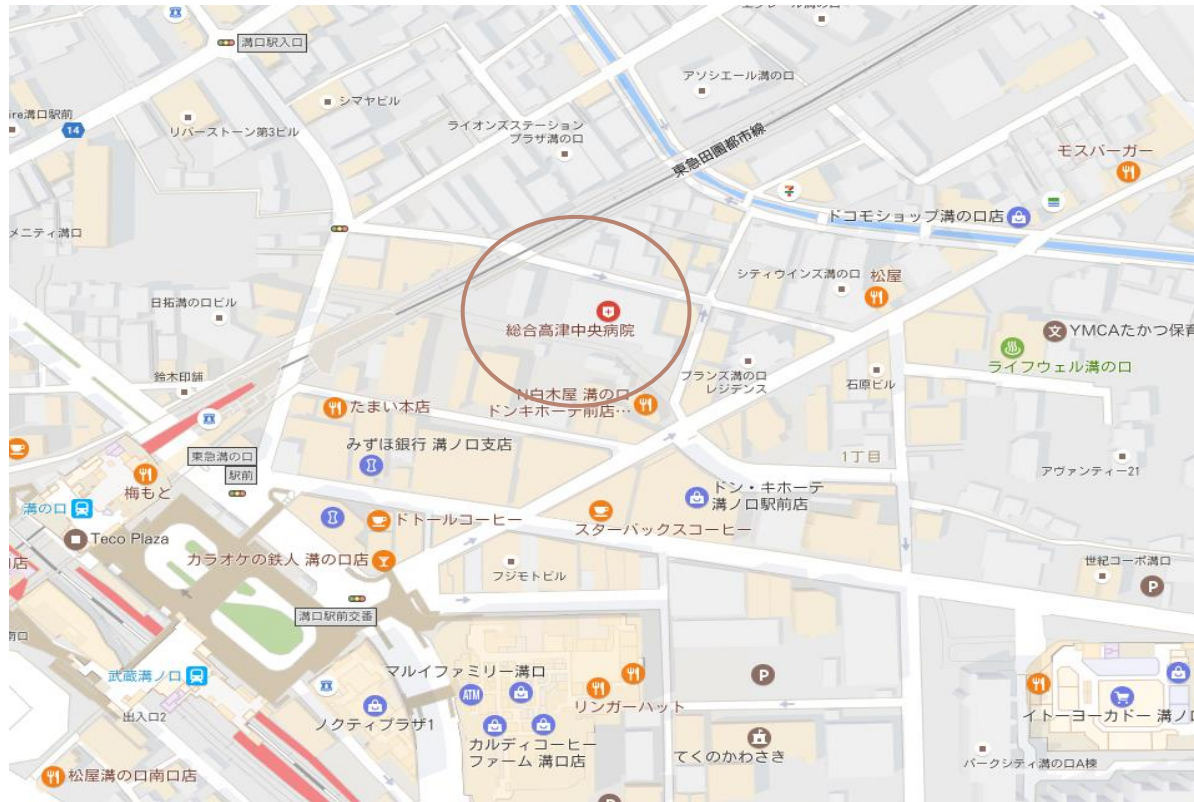 エクレール溝の口
溝口駅入口
アソシエール溝の口
シマヤビル
ire溝口駅前
14
リバーストーン第3ビル
ライオンズステーション
プラザ溝の口
東急田園都市線
モスバーガー
ドコモショップ溝の口店
メニティ溝口
シティウインズ溝の口
松屋
日拓溝の口ビル
総合高津中央病院
YMCAたかつ保育
ライフウェル溝の口
鈴木印舗
プランズ溝の口
レジデンス
石原ビル
N白木屋 溝の口
ドンキホーテ前店…
たまい本店
みずほ銀行 溝ノ口支店
東急溝の口
駅前
1丁目
アヴァンティー21
梅もと
ドン・キホーテ
溝ノ口駅前店
溝の口
ドトールコーヒー
スターバックスコーヒー
Teco Plaza
口店
カラオケの鉄人 溝の口店
フジモトビル
世紀コーポ溝口
P
溝口駅前交番
南口
マルイファミリー溝口
武蔵溝ノ口
ATM
P
リンガーハット
出入口2
ノクティプラザ1
イトーヨーカドー 溝ノ口
カルディコーヒー
ファーム 溝口店
てくのかわさき
パークシティ溝の口A棟
松屋溝の口南口店
P